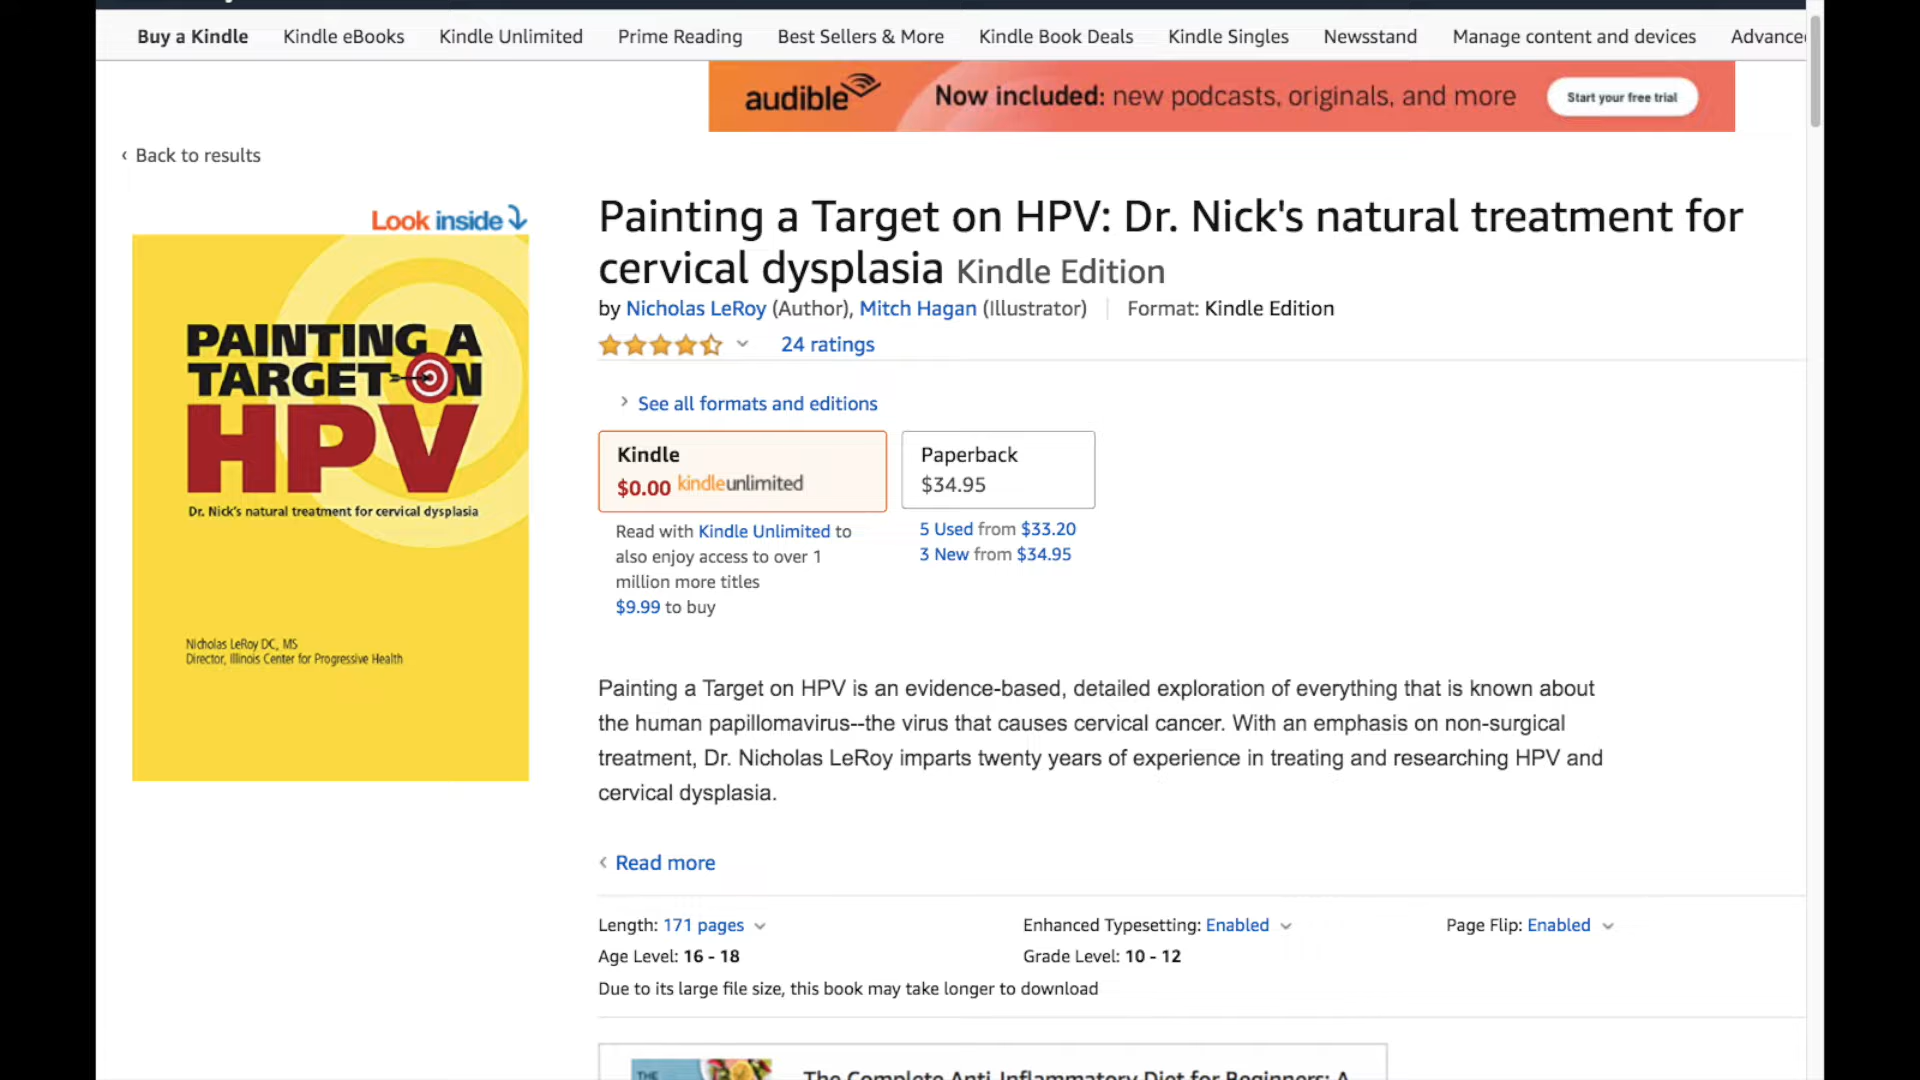 Buy a Kindle Kindle eBooks Kindle Unlimited Prime Reading Best Sellers & More Kindle Book Deals Kindle Singles Newsstand Manage content and devices
audible Now included: new podcasts, originals, and more Start your free trial
‹ Back to results
Look inside
PAINTING A
TARGET ON
HPV
Dr. Nick's natural treatment for cervical dysplasia
Nicholas LeRoy DC, MS
Director, Illinois Center for Progressive Health
Painting a Target on HPV: Dr. Nick's natural treatment for
cervical dysplasia Kindle Edition
by Nicholas LeRoy (Author), Mitch Hagan (Illustrator) | Format: Kindle Edition
24 ratings
› See all formats and editions
Kindle
$0.00 kindleunlimited
Read with Kindle Unlimited to
also enjoy access to over 1
million more titles
$9.99 to buy
Paperback
$34.95
5 Used from $33.20
3 New from $34.95
Painting a Target on HPV is an evidence-based, detailed exploration of everything that is known about
the human papillomavirus--the virus that causes cervical cancer. With an emphasis on non-surgical
treatment, Dr. Nicholas LeRoy imparts twenty years of experience in treating and researching HPV and
cervical dysplasia.
‹ Read more
Length: 171 pages Enhanced Typesetting: Enabled Page Flip: Enabled
Age Level: 16 - 18 Grade Level: 10 - 12
Due to its large file size, this book may take longer to download
THE
The Complete Anti-Inflammatory Diet for Beginners: A